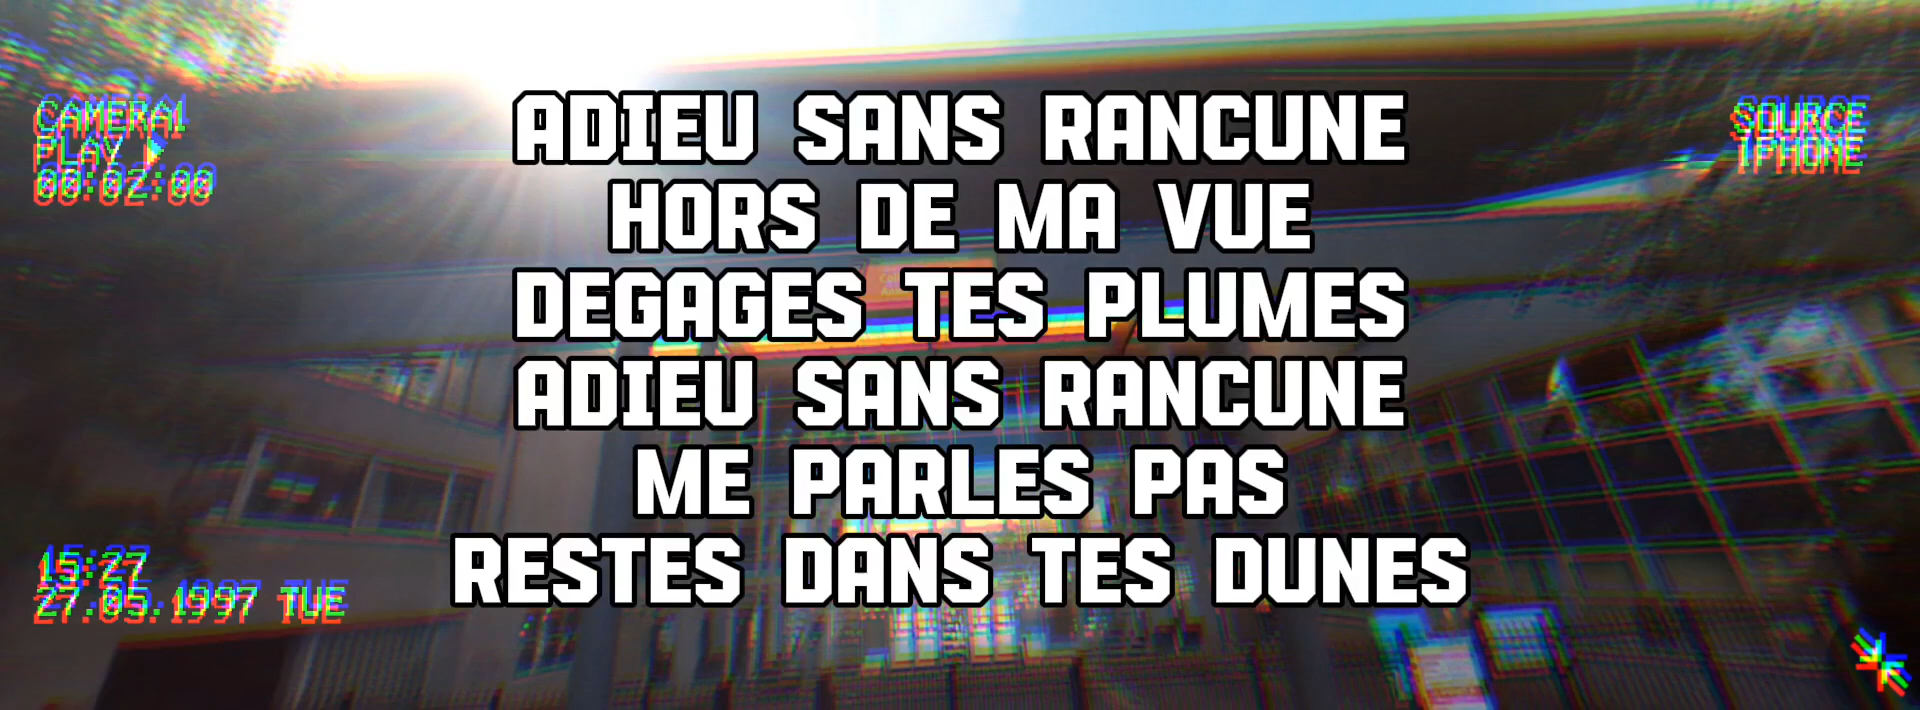 CAMERA1
PLAY
00:02:00
SOURCE
IPHONE
ADIEU SANS RANCUNE
HORS DE MA VUE
DEGAGES TES PLUMES
ADIEU SANS RANCUNE
ME PARLES PAS
RESTES DANS TES DUNES
15:27
27.05.1997 TUE